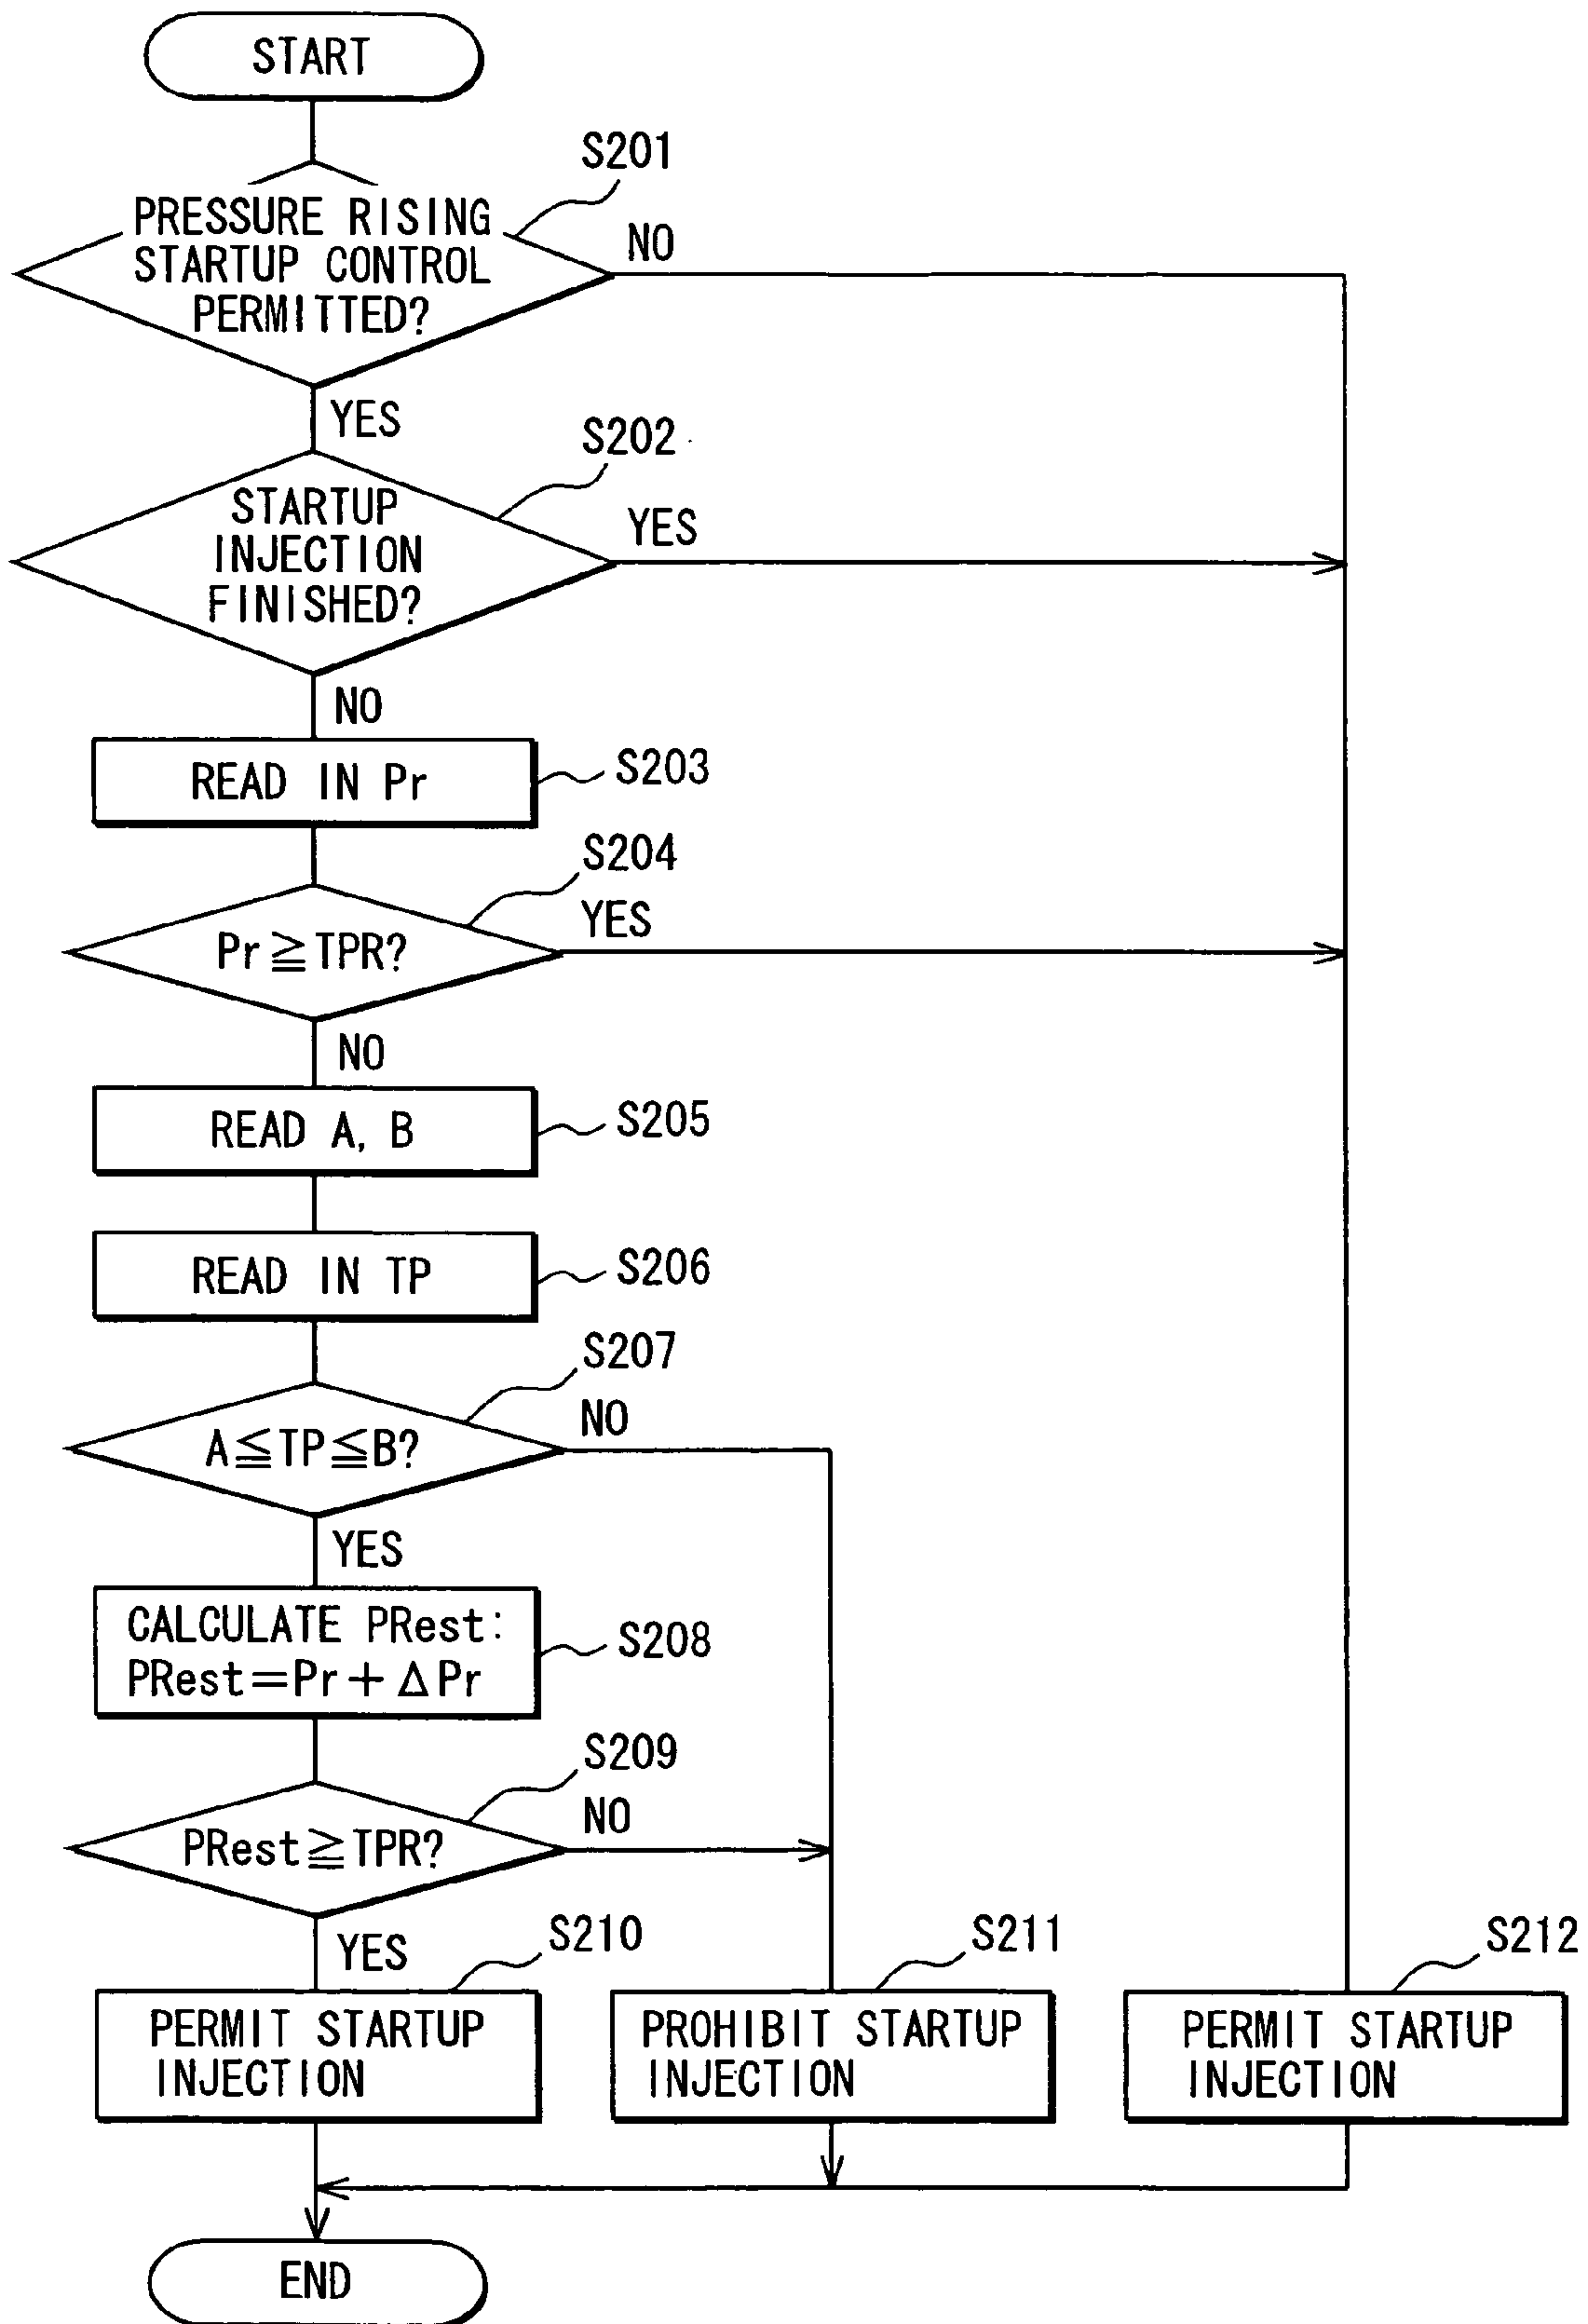 START
S201
PRESSURE RISING
STARTUP CONTROL
PERMITTED?
NO
YES
S202
STARTUP
INJECTION
FINISHED?
YES
NO
READ IN Pr
S203
S204
Pr≧TPR?
YES
NO
READ A, B
S205
READ IN TP
S206
S207
A≦TP≦B?
NO
YES
CALCULATE PRest:
PRest=Pr+ΔPr
S208
S209
PRest≧TPR?
NO
YES
S210
PERMIT STARTUP
INJECTION
S211
PROHIBIT STARTUP
INJECTION
S212
PERMIT STARTUP
INJECTION
END